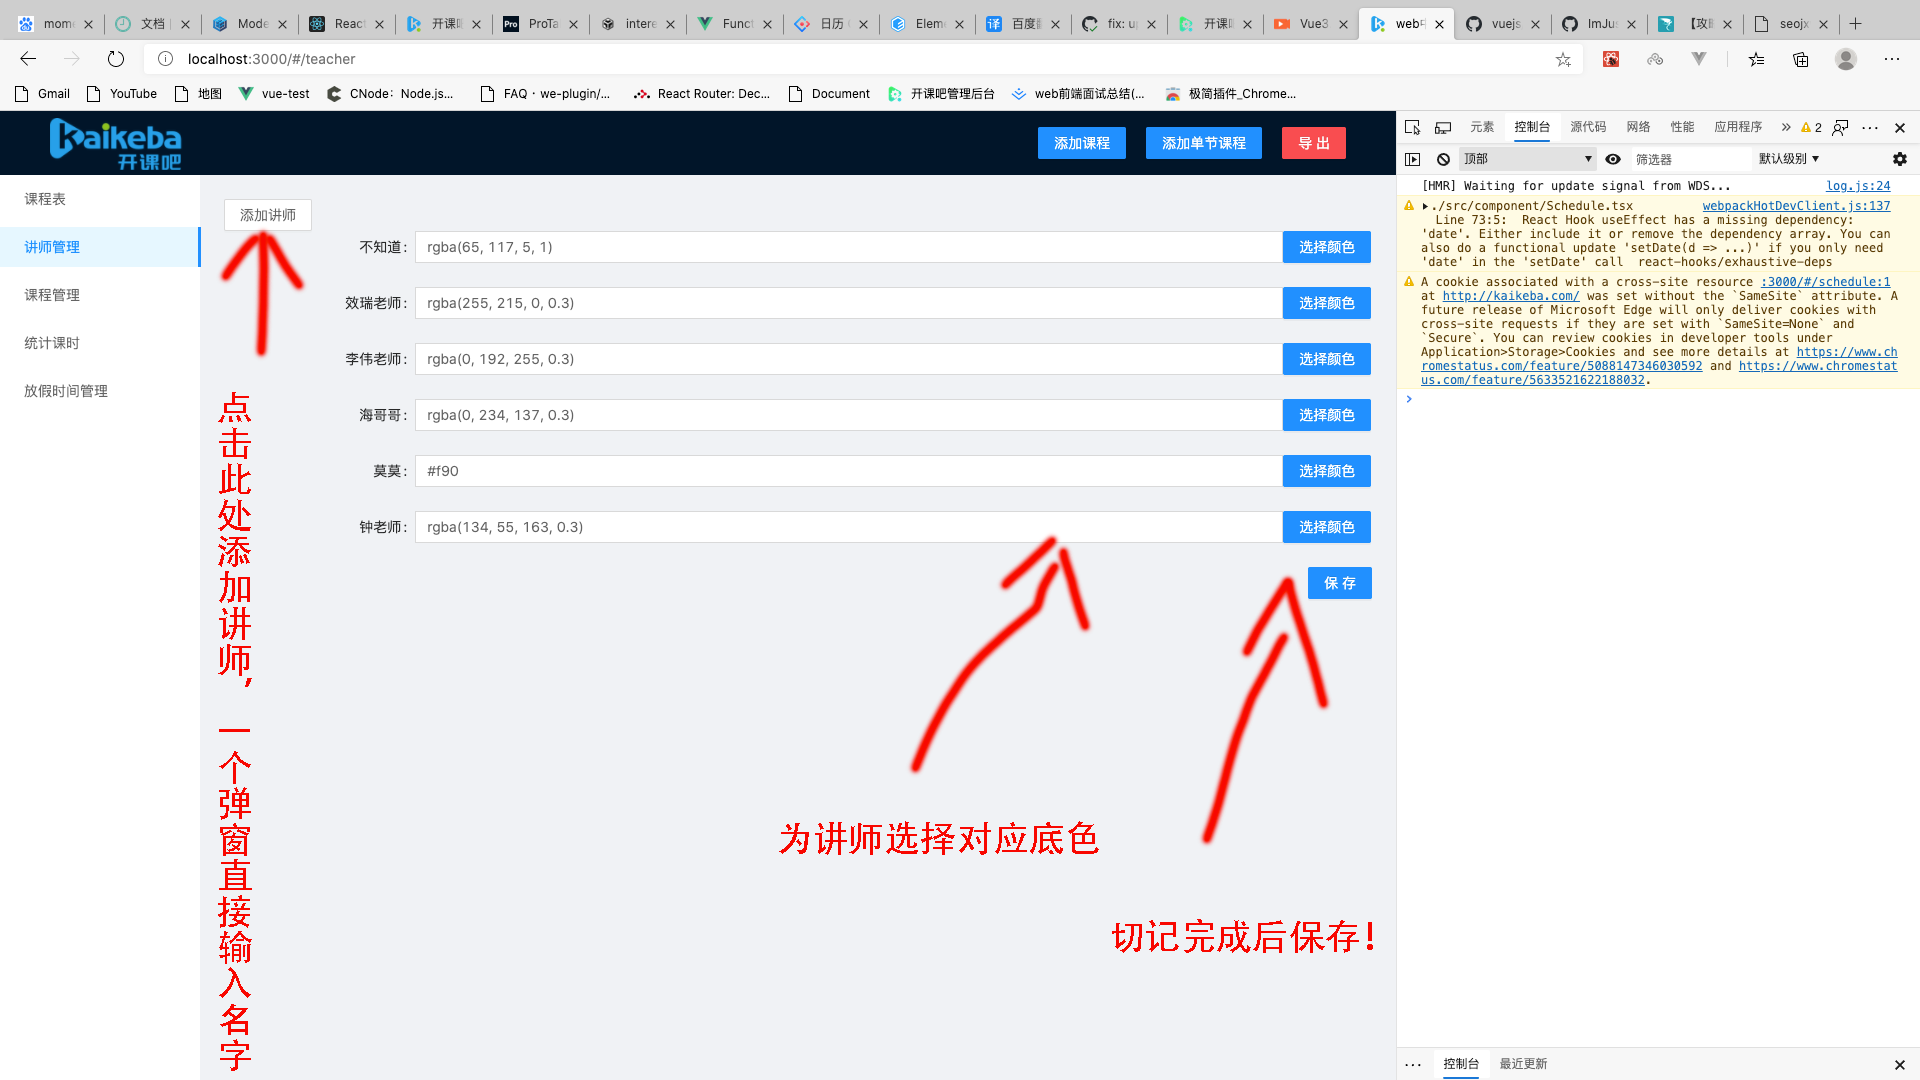 mom
文档
Mode
React
开课吧
ProTa
inter
Funct
日历
Eleme
百度翻
fix: u
开课吧
Vue3
web
vuejs
ImJus
【攻
seoj
localhost:3000/#/teacher
Gmail
YouTube
地图
vue-test
CNode：Node.js...
FAQ · we-plugin/...
React Router: Dec...
Document
开课吧管理后台
web前端面试总结(...
极简插件_Chrome...
kaikeba
开课吧
添加课程
添加单节课程
导 出
课程表
讲师管理
课程管理
统计课时
放假时间管理
添加讲师
不知道： rgba(65, 117, 5, 1) 选择颜色
效瑞老师： rgba(255, 215, 0, 0.3) 选择颜色
李伟老师： rgba(0, 192, 255, 0.3) 选择颜色
海哥哥： rgba(0, 234, 137, 0.3) 选择颜色
莫莫： #f90 选择颜色
钟老师： rgba(134, 55, 163, 0.3) 选择颜色
保 存
点击此处添加讲师，一个弹窗直接输入名字
为讲师选择对应底色
切记完成后保存!
元素
控制台
源代码
网络
性能
应用程序
2
顶部
筛选器
默认级别
[HMR] Waiting for update signal from WDS... log.js:24
./src/component/Schedule.tsx webpackHotDevClient.js:137
Line 73:5: React Hook useEffect has a missing dependency:
'date'. Either include it or remove the dependency array. You can
also do a functional update 'setDate(d => ...)' if you only need
'date' in the 'setDate' call react-hooks/exhaustive-deps
A cookie associated with a cross-site resource :3000/#/schedule:1
at http://kaikeba.com/ was set without the `SameSite` attribute. A
future release of Microsoft Edge will only deliver cookies with
cross-site requests if they are set with `SameSite=None` and
`Secure`. You can review cookies in developer tools under
Application>Storage>Cookies and see more details at https://www.ch
romestatus.com/feature/5088147346030592 and https://www.chromestat
us.com/feature/5633521622188032.
控制台
最近更新